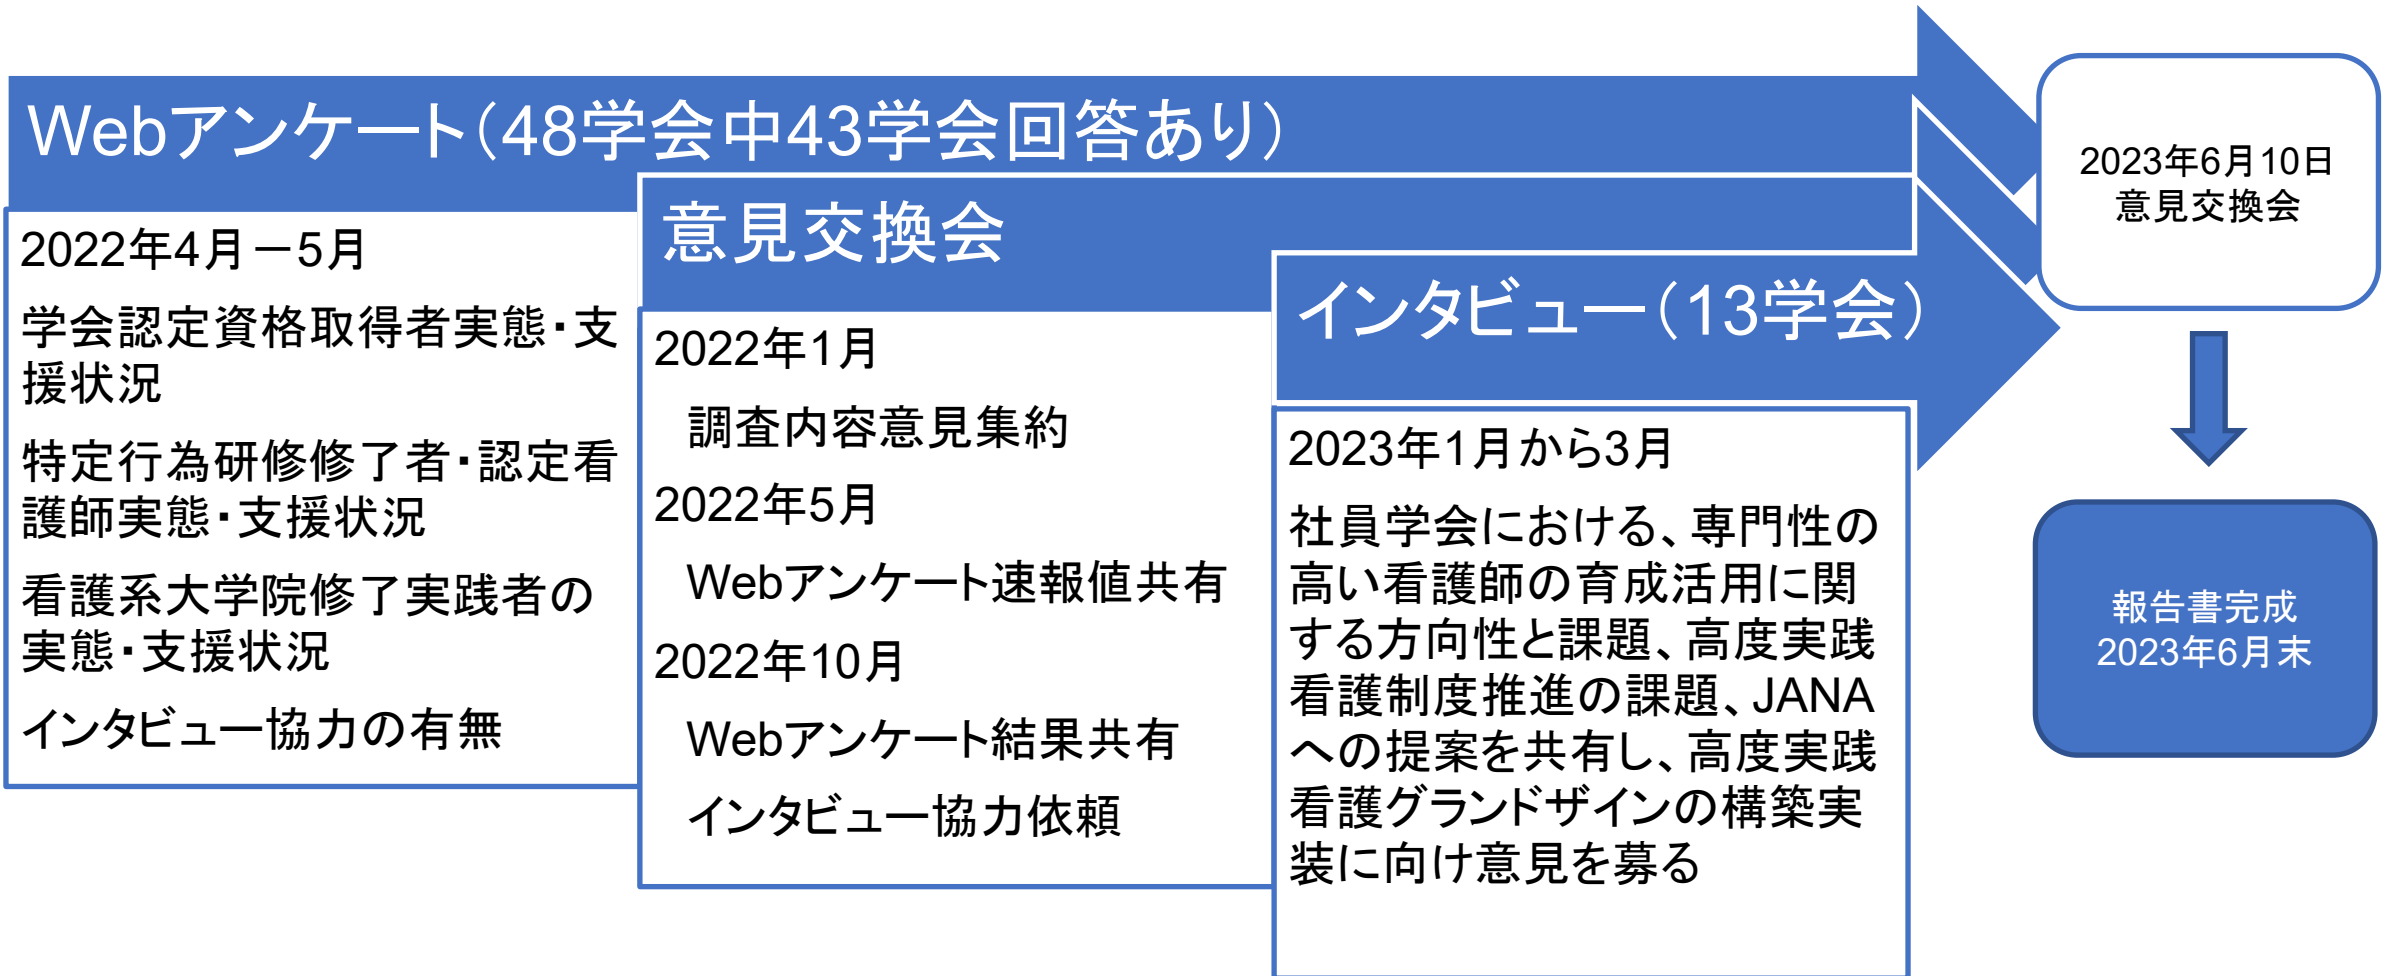 Webアンケート（48学会中43学会回答あり）
2022年4月－5月
学会認定資格取得者実態・支
援状況
特定行為研修修了者・認定看
護師実態・支援状況
看護系大学院修了実践者の
実態・支援状況
インタビュー協力の有無
意見交換会
2022年1月
調査内容意見集約
2022年5月
Webアンケート速報値共有
2022年10月
Webアンケート結果共有
インタビュー協力依頼
インタビュー（13学会）
2023年1月から3月
社員学会における、専門性の
高い看護師の育成活用に関
する方向性と課題、高度実践
看護制度推進の課題、JANA
への提案を共有し、高度実践
看護グランドザインの構築実
装に向け意見を募る
2023年6月10日
意見交換会
報告書完成
2023年6月末